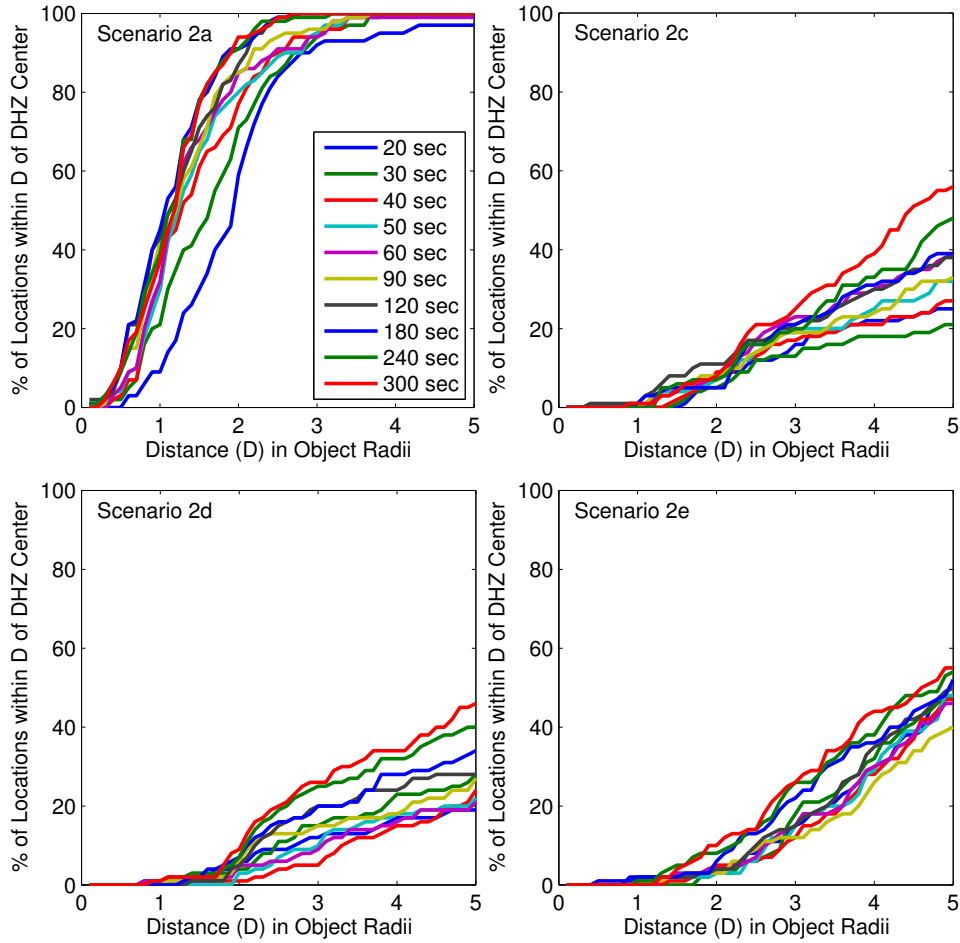 Scenario 2a
% of Locations within D of DHZ Center
100
80
60
40
20
0
0 1 2 3 4 5
Distance (D) in Object Radii
20 sec
30 sec
40 sec
50 sec
60 sec
90 sec
120 sec
180 sec
240 sec
300 sec
Scenario 2c
% of Locations within D of DHZ Center
100
80
60
40
20
0
0 1 2 3 4 5
Distance (D) in Object Radii
Scenario 2d
% of Locations within D of DHZ Center
100
80
60
40
20
0
0 1 2 3 4 5
Distance (D) in Object Radii
Scenario 2e
% of Locations within D of DHZ Center
100
80
60
40
20
0
0 1 2 3 4 5
Distance (D) in Object Radii